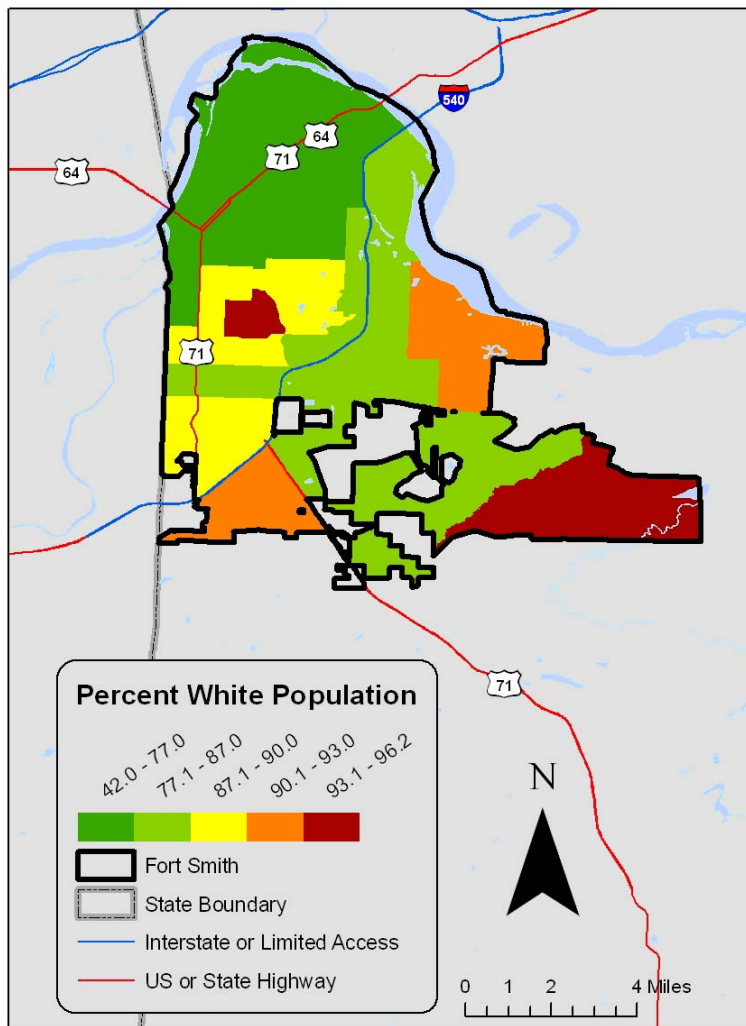 540
64
71
64
71
71
Percent White Population
42.0 - 77.0
77.1 - 87.0
87.1 - 90.0
90.1 - 93.0
93.1 - 96.2
Fort Smith
State Boundary
Interstate or Limited Access
US or State Highway
N
0 1 2 4 Miles